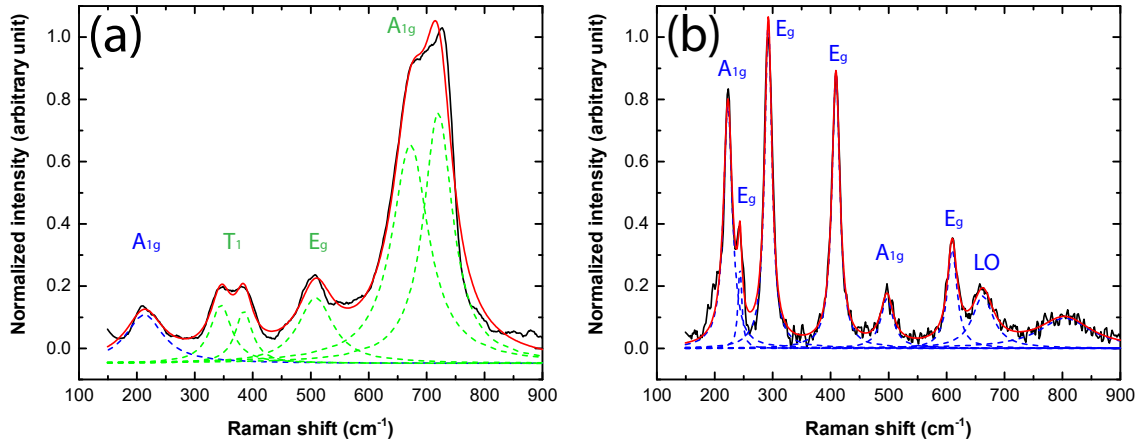 (a)
A1g
A1g
T1
Eg
1.0
0.8
0.6
0.4
0.2
0.0
100 200 300 400 500 600 700 800 900
Raman shift (cm-1)
Normalized intensity (arbitrary unit)
(b)
Eg
A1g
Eg
Eg
A1g
Eg
LO
1.0
0.8
0.6
0.4
0.2
0.0
100 200 300 400 500 600 700 800 900
Raman shift (cm-1)
Normalized intensity (arbitrary unit)